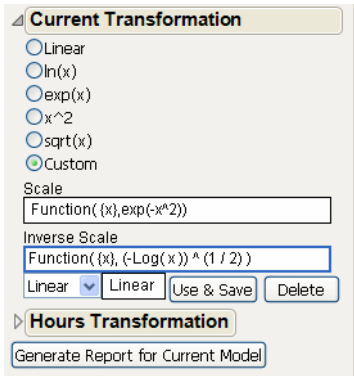 Current Transformation
Linear
ln(x)
exp(x)
x^2
sqrt(x)
Custom
Scale
Function( {x},exp(-x^2))
Inverse Scale
Function( {x}, (-Log( x )) ^ (1 / 2) )
Linear Linear Use & Save Delete
Hours Transformation
Generate Report for Current Model